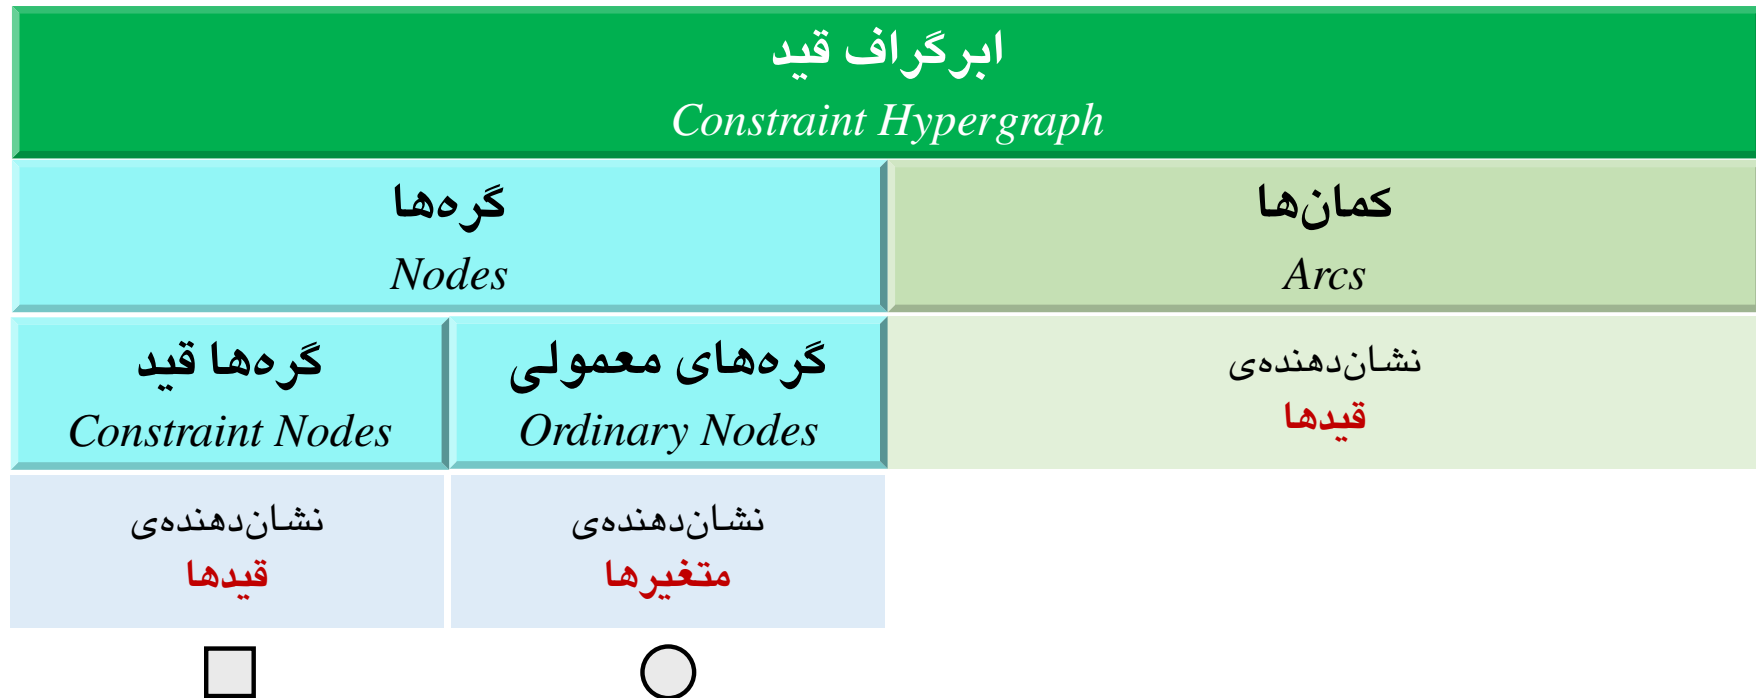 ابرگراف قید
Constraint Hypergraph
کمان‌ها
Arcs
گره‌ها
Nodes
نشان‌دهنده‌ی
قیدها
گره‌های معمولی
Ordinary Nodes
گره‌ها قید
Constraint Nodes
نشان‌دهنده‌ی
متغیرها
نشان‌دهنده‌ی
قیدها